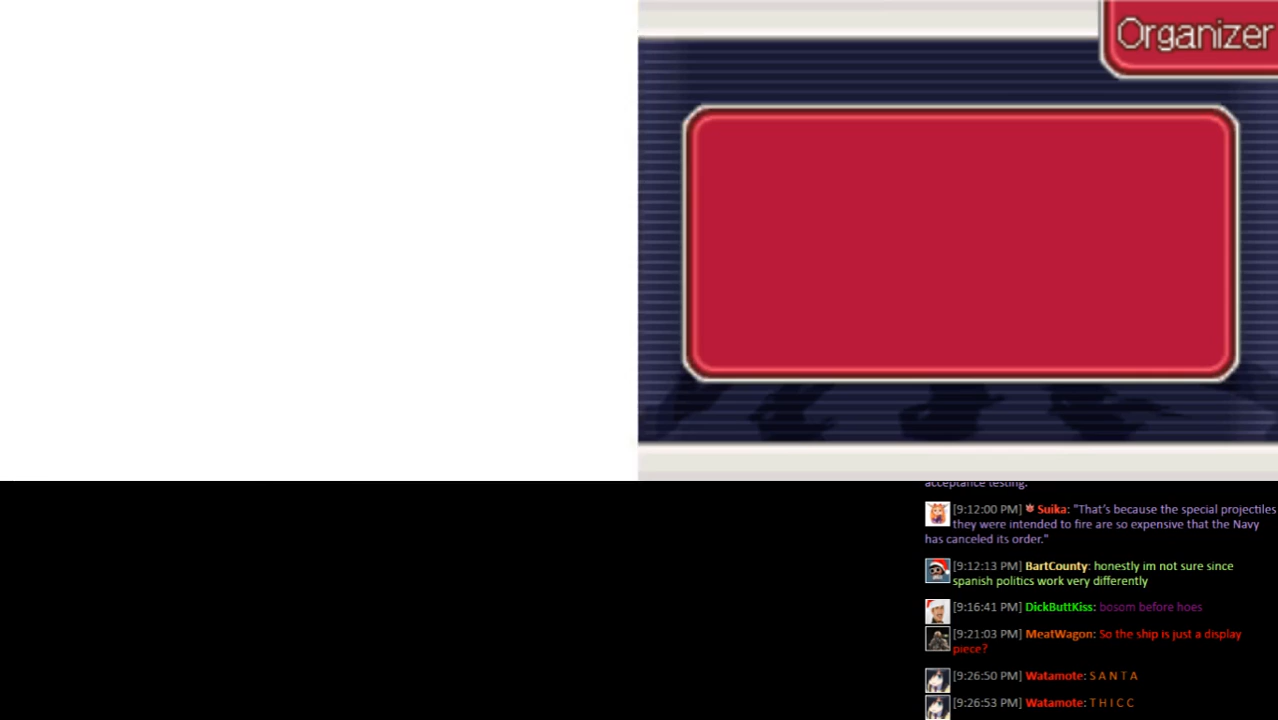 Organizer
acceptance testing.
[9:12:00 PM] Suika: "That's because the special projectiles
they were intended to fire are so expensive that the Navy
has canceled its order."
[9:12:13 PM] BartCounty: honestly im not sure since
spanish politics work very differently
[9:16:41 PM] DickButtKiss: bosom before hoes
[9:21:03 PM] MeatWagon: So the ship is just a display
piece?
[9:26:50 PM] Watamote: S A N T A
[9:26:53 PM] Watamote: T H I C C